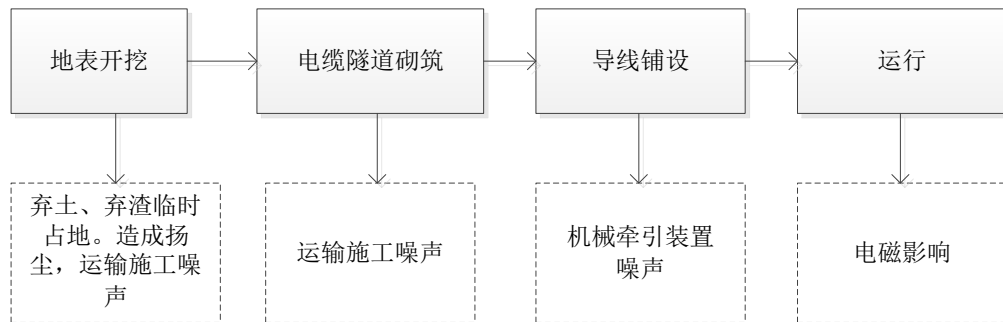 地表开挖
电缆隧道砌筑
导线铺设
运行
弃土、弃渣临时
占地。造成扬
尘，运输施工噪
声
运输施工噪声
机械牵引装置
噪声
电磁影响